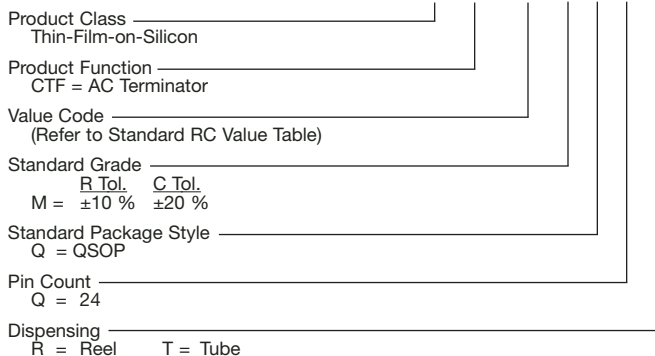 Product Class
Thin-Film-on-Silicon
Product Function
CTF = AC Terminator
Value Code
(Refer to Standard RC Value Table)
Standard Grade
R Tol. C Tol.
M = ±10 % ±20 %
Standard Package Style
Q = QSOP
Pin Count
Q = 24
Dispensing
R = Reel T = Tube